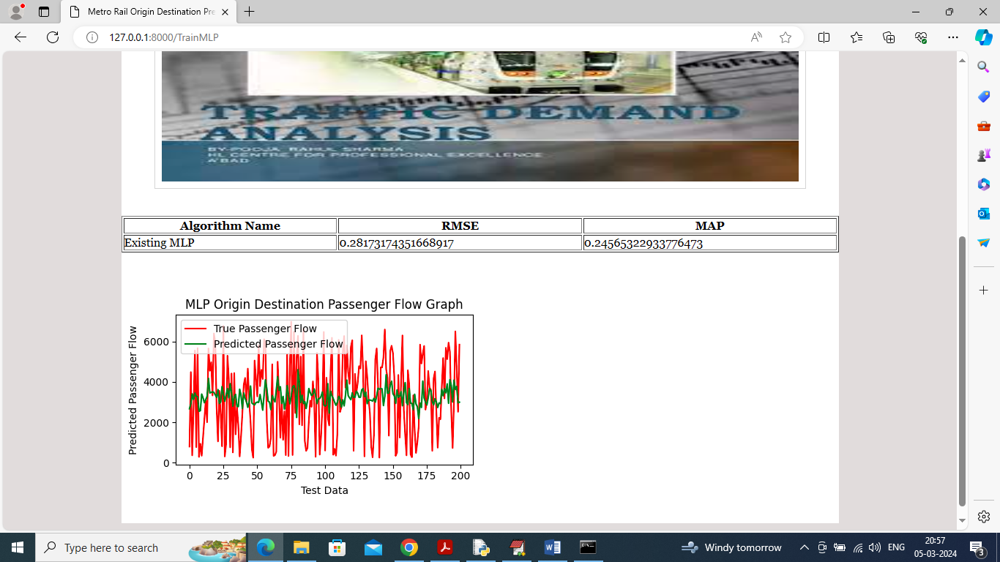 Metro Rail Origin Destination Pre
127.0.0.1:8000/TrainMLP
TRAFFIC DEMAND
ANALYSIS
BY-POOJA RAHUL SHARMA
HL CENTRE FOR PROFESSIONAL EXCELLENCE
A'BAD
Algorithm Name RMSE MAP
Existing MLP 0.28173174351668917 0.24565322933776473
MLP Origin Destination Passenger Flow Graph
True Passenger Flow
Predicted Passenger Flow
Predicted Passenger Flow
6000
4000
2000
0
0 25 50 75 100 125 150 175 200
Test Data
Type here to search
Windy tomorrow
ENG
20:57
05-03-2024
3